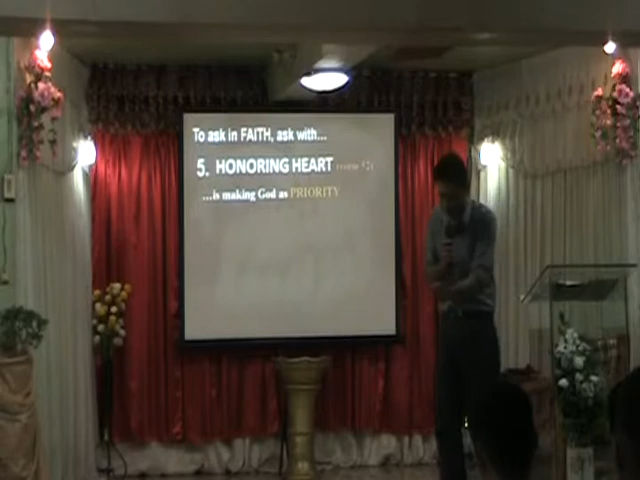 To ask in FAITH, ask with...
5. HONORING HEART
...is making God as PRIORITY